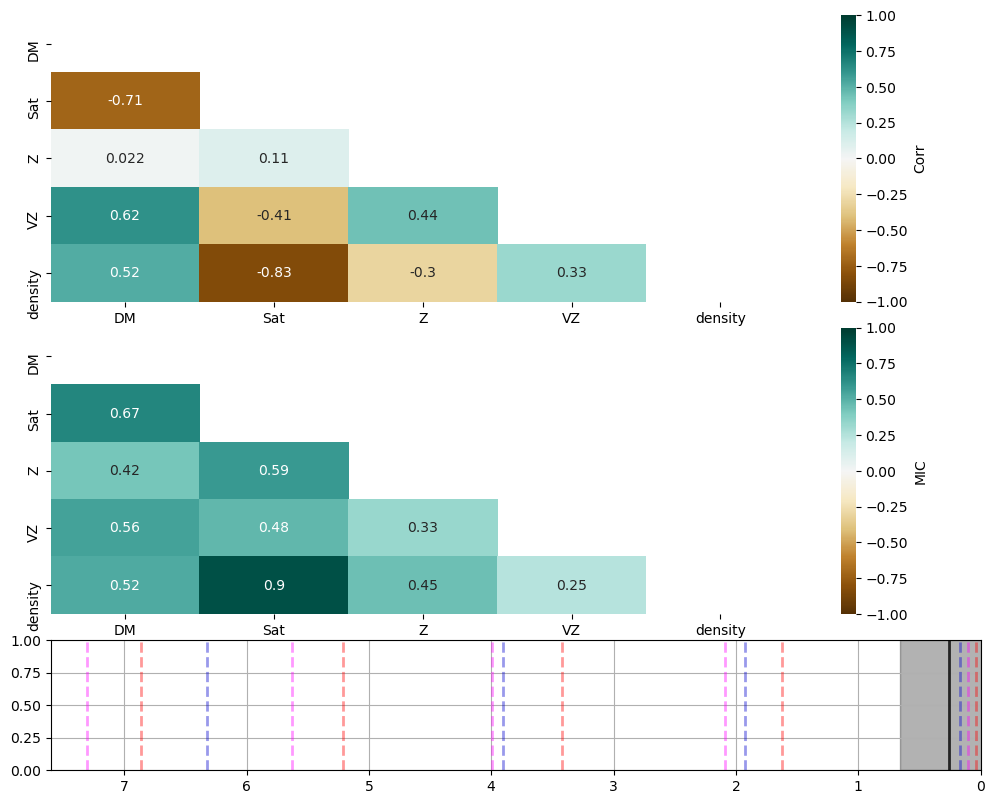 DM
Sat
Z
VZ
density
-0.71
0.022 0.11
0.62 -0.41 0.44
0.52 -0.83 -0.3 0.33
DM Sat Z VZ density
1.00
0.75
0.50
0.25
0.00
−0.25
−0.50
−0.75
−1.00
Corr
DM
Sat
Z
VZ
density
0.67
0.42 0.59
0.56 0.48 0.33
0.52 0.9 0.45 0.25
DM Sat Z VZ density
1.00
0.75
0.50
0.25
0.00
−0.25
−0.50
−0.75
−1.00
MIC
1.00
0.75
0.50
0.25
0.00
7 6 5 4 3 2 1 0